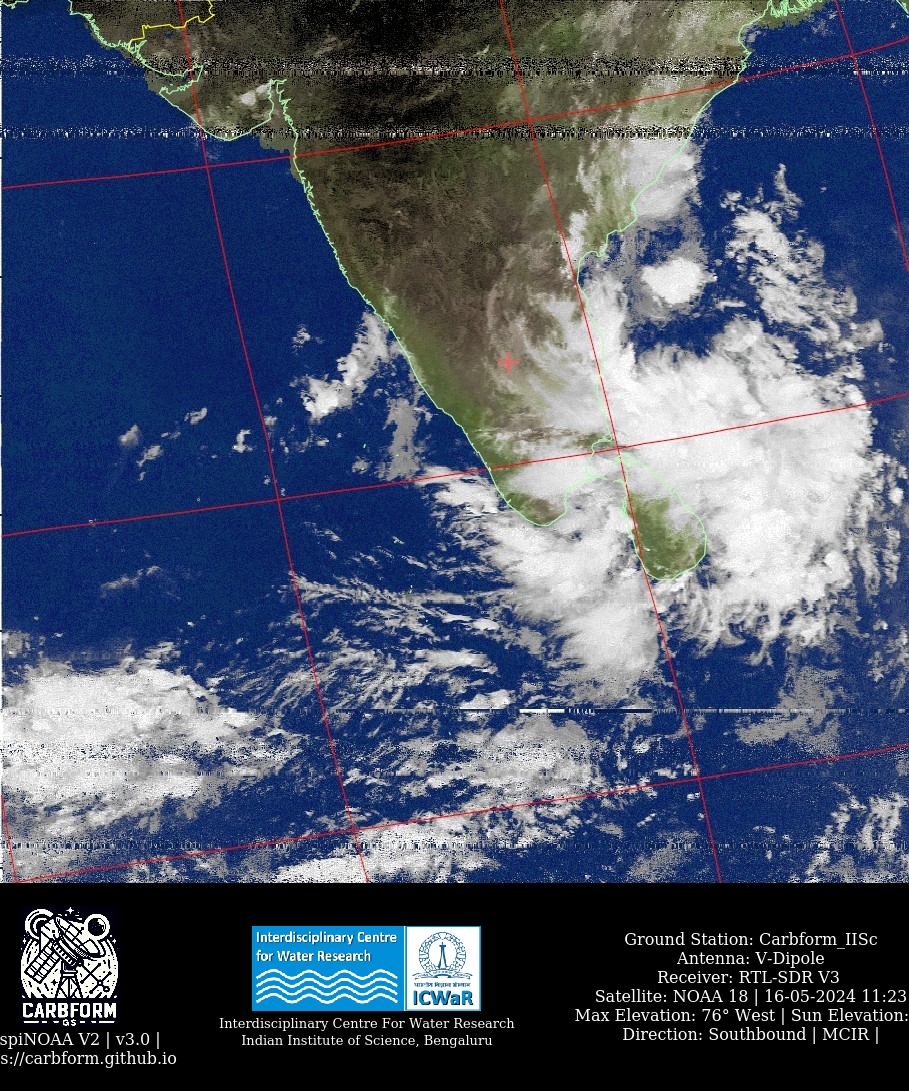 CARBFORM
GS
spiNOAA V2 | v3.0 |
s://carbform.github.io
Interdisciplinary Centre
for Water Research
भारतीय विज्ञान संस्थान
ICWaR
Interdisciplinary Centre For Water Research
Indian Institute of Science, Bengaluru
Ground Station: Carbform_IISc
Antenna: V-Dipole
Receiver: RTL-SDR V3
Satellite: NOAA 18 | 16-05-2024 11:23
Max Elevation: 76° West | Sun Elevation:
Direction: Southbound | MCIR |